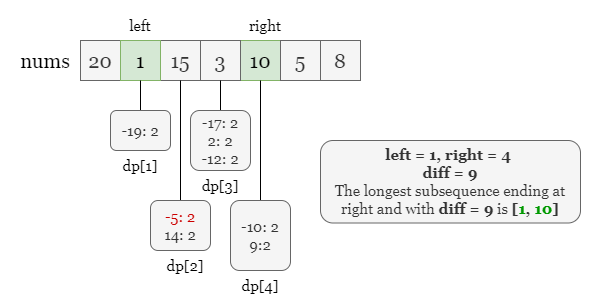 left right
nums 20 1 15 3 10 5 8
-19: 2
dp[1]
-17: 2
2: 2
-12: 2
dp[3]
-5: 2
14: 2
dp[2]
-10: 2
9:2
dp[4]
left = 1, right = 4
diff = 9
The longest subsequence ending at
right and with diff = 9 is [1, 10]